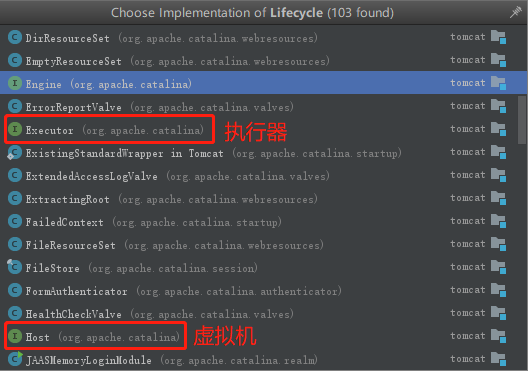 Choose Implementation of Lifecycle (103 found)
DirResourceSet (org.apache.catalina.webresources) tomcat
EmptyResourceSet (org.apache.catalina.webresources) tomcat
Engine (org.apache.catalina) tomcat
ErrorReportValve (org.apache.catalina.valves) tomcat
Executor (org.apache.catalina) 执行器 tomcat
ExistingStandardWrapper in Tomcat (org.apache.catalina.startup) tomcat
ExtendedAccessLogValve (org.apache.catalina.valves) tomcat
ExtractingRoot (org.apache.catalina.webresources) tomcat
FailedContext (org.apache.catalina.startup) tomcat
FileResourceSet (org.apache.catalina.webresources) tomcat
FileStore (org.apache.catalina.session) tomcat
FormAuthenticator (org.apache.catalina.authenticator) tomcat
HealthCheckValve (org.apache.catalina.valves) tomcat
Host (org.apache.catalina) 虚拟机 tomcat
JAASMemoryLoginModule (org.apache.catalina.realm) tomcat